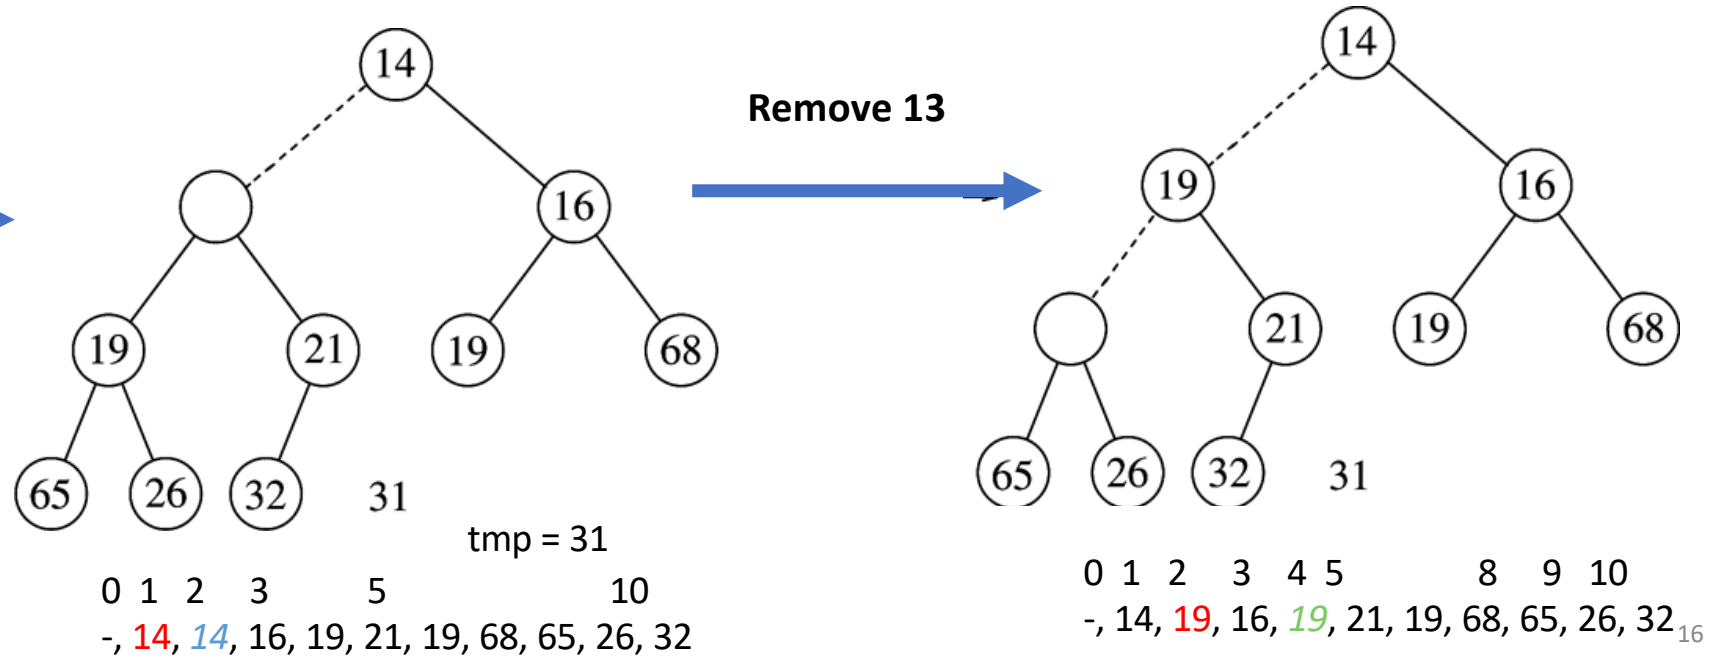 14
16
19 21 19 68
65 26 32 31
tmp = 31
0 1 2 3 5 10
-, 14, 14, 16, 19, 21, 19, 68, 65, 26, 32
Remove 13
14
19 16
21 19 68
65 26 32 31
0 1 2 3 4 5 8 9 10
-, 14, 19, 16, 19, 21, 19, 68, 65, 26, 32
16